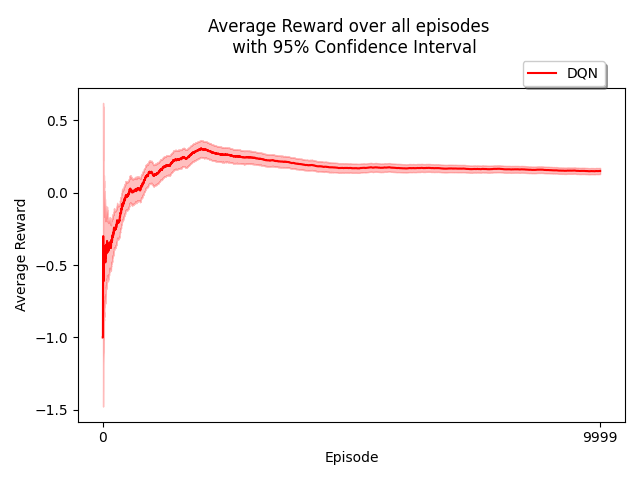 Average Reward over all episodes
with 95% Confidence Interval
DQN
0.5
0.0
−0.5
−1.0
−1.5
Average Reward
0
9999
Episode